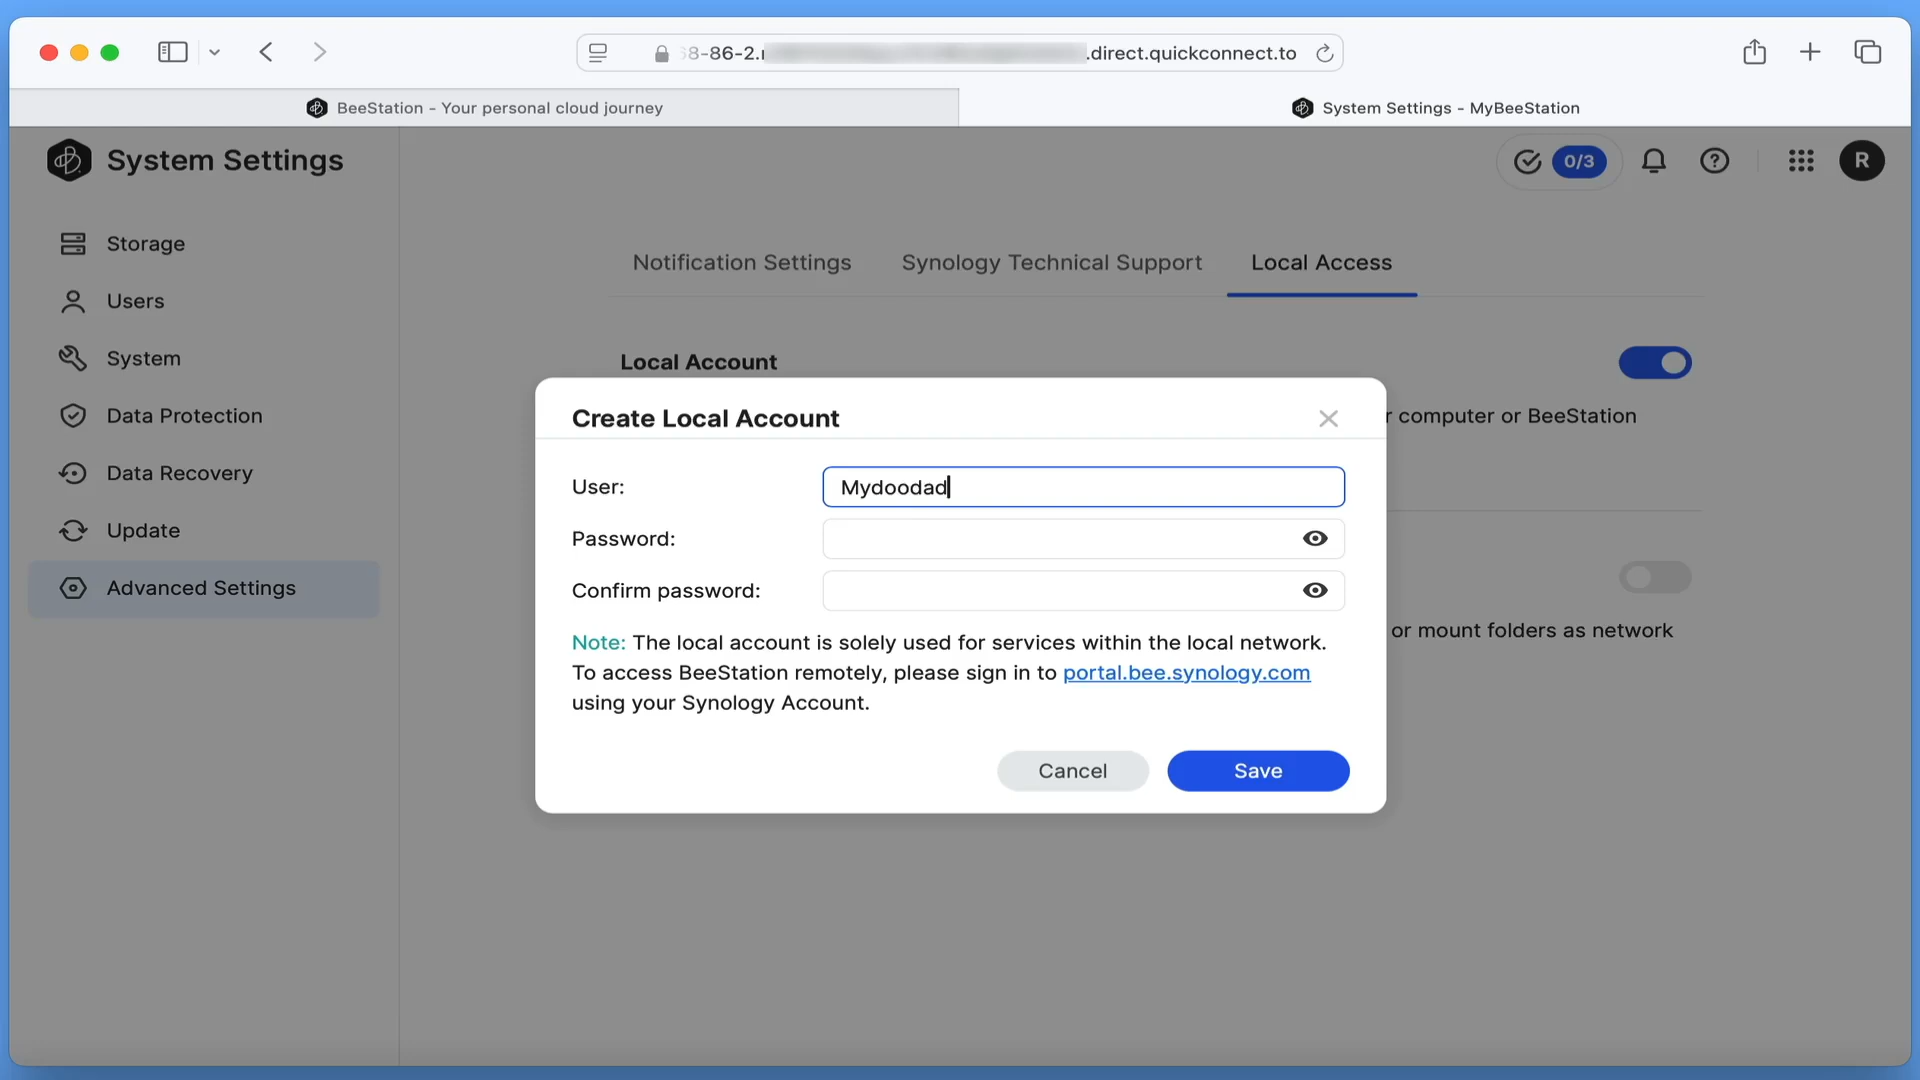 8-86-2.
.direct.quickconnect.to
BeeStation - Your personal cloud journey
System Settings - MyBeeStation
System Settings
0/3
R
Storage
Users
System
Data Protection
Data Recovery
Update
Advanced Settings
Notification Settings
Synology Technical Support
Local Access
Local Account
computer or BeeStation
or mount folders as network
Create Local Account
User:
Mydoodad
Password:
Confirm password:
Note: The local account is solely used for services within the local network.
To access BeeStation remotely, please sign in to portal.bee.synology.com
using your Synology Account.
Cancel
Save